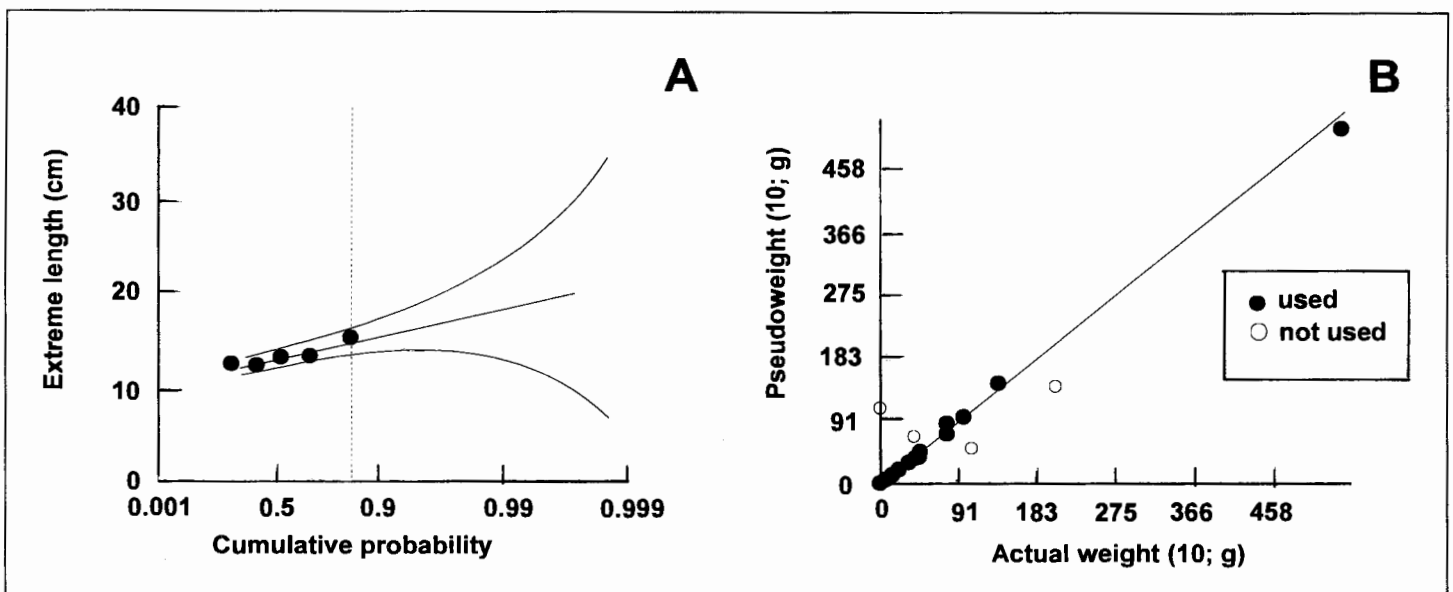 A
40
30
20
10
0
Extreme length (cm)
0.001 0.5 0.9 0.99 0.999
Cumulative probability
B
458
366
275
183
91
0
Pseudoweight (10; g)
0 91 183 275 366 458
Actual weight (10; g)
used
not used